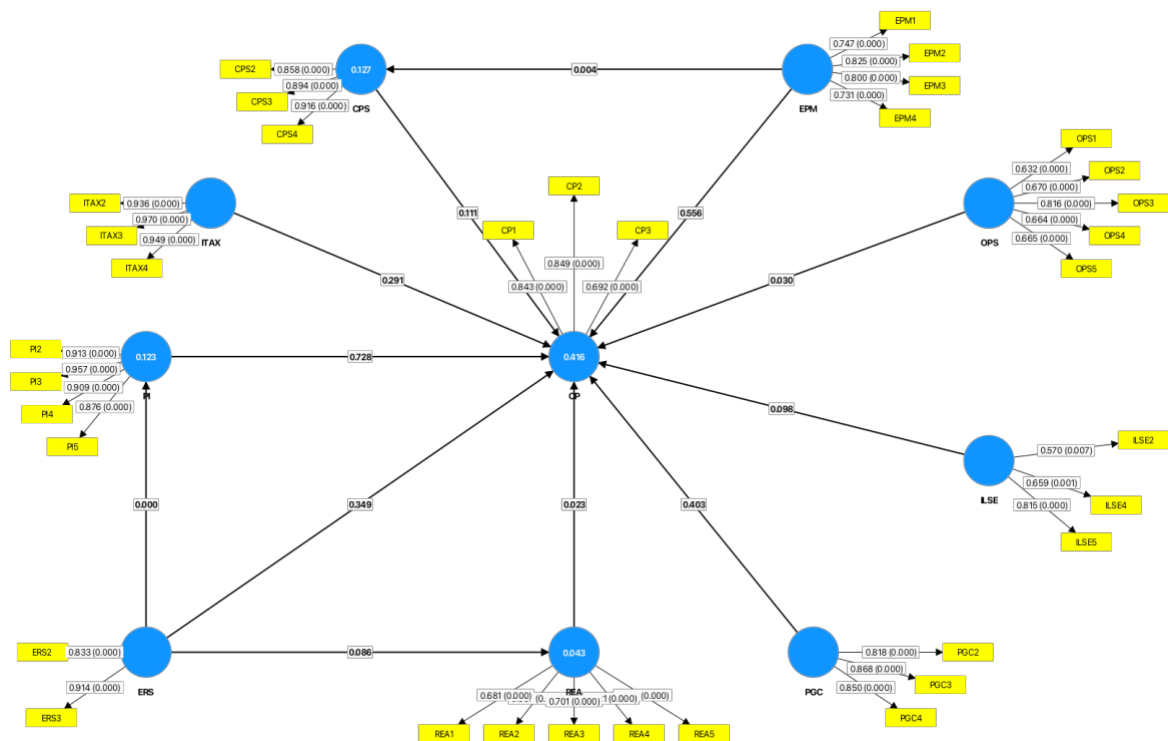 EPM1
0.747 (0.000)
EPM2
0.825 (0.000)
0.800 (0.000)
EPM3
0.731 (0.000)
EPM4
EPM
CPS2
0.858 (0.000)
0.127
0.894 (0.000)
CPS3
0.916 (0.000)
CPS4
CPS
0.004
OPS1
0.632 (0.000)
OPS2
0.670 (0.000)
0.816 (0.000)
OPS3
0.664 (0.000)
OPS4
0.665 (0.000)
OPS5
OPS
ITAX2
0.936 (0.000)
0.970 (0.000)
ITAX3
0.949 (0.000)
ITAX4
ITAX
CP2
CP1
CP3
0.849 (0.000)
0.843 (0.000)
0.692 (0.000)
0.111
0.556
0.291
0.030
PI2
0.913 (0.000)
0.123
0.957 (0.000)
PI3
0.909 (0.000)
PI4
0.876 (0.000)
PI5
PI
0.728
0.416
CP
0.098
ILSE2
0.570 (0.007)
0.659 (0.001)
ILSE4
0.815 (0.000)
ILSE5
ILSE
0.000
0.349
0.023
0.403
ERS2
0.833 (0.000)
0.914 (0.000)
ERS3
ERS
0.086
0.043
REA
0.681 (0.000)
0.701 (0.000)
(0.000)
(0.000)
REA1
REA2
REA3
REA4
REA5
PGC
0.818 (0.000)
PGC2
0.868 (0.000)
PGC3
0.850 (0.000)
PGC4